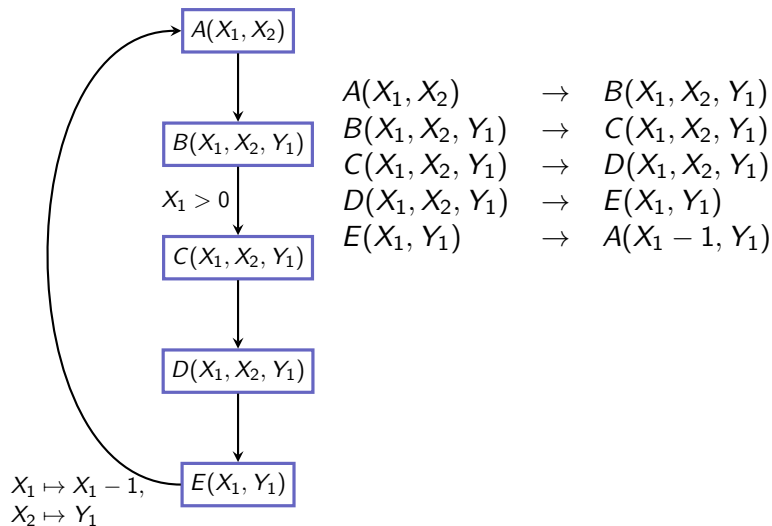 A(X₁, X₂)
B(X₁, X₂, Y₁)
X₁ > 0
C(X₁, X₂, Y₁)
D(X₁, X₂, Y₁)
E(X₁, Y₁)
X₁ ↦ X₁ − 1,
X₂ ↦ Y₁
A(X₁, X₂) → B(X₁, X₂, Y₁)
B(X₁, X₂, Y₁) → C(X₁, X₂, Y₁)
C(X₁, X₂, Y₁) → D(X₁, X₂, Y₁)
D(X₁, X₂, Y₁) → E(X₁, Y₁)
E(X₁, Y₁) → A(X₁ − 1, Y₁)